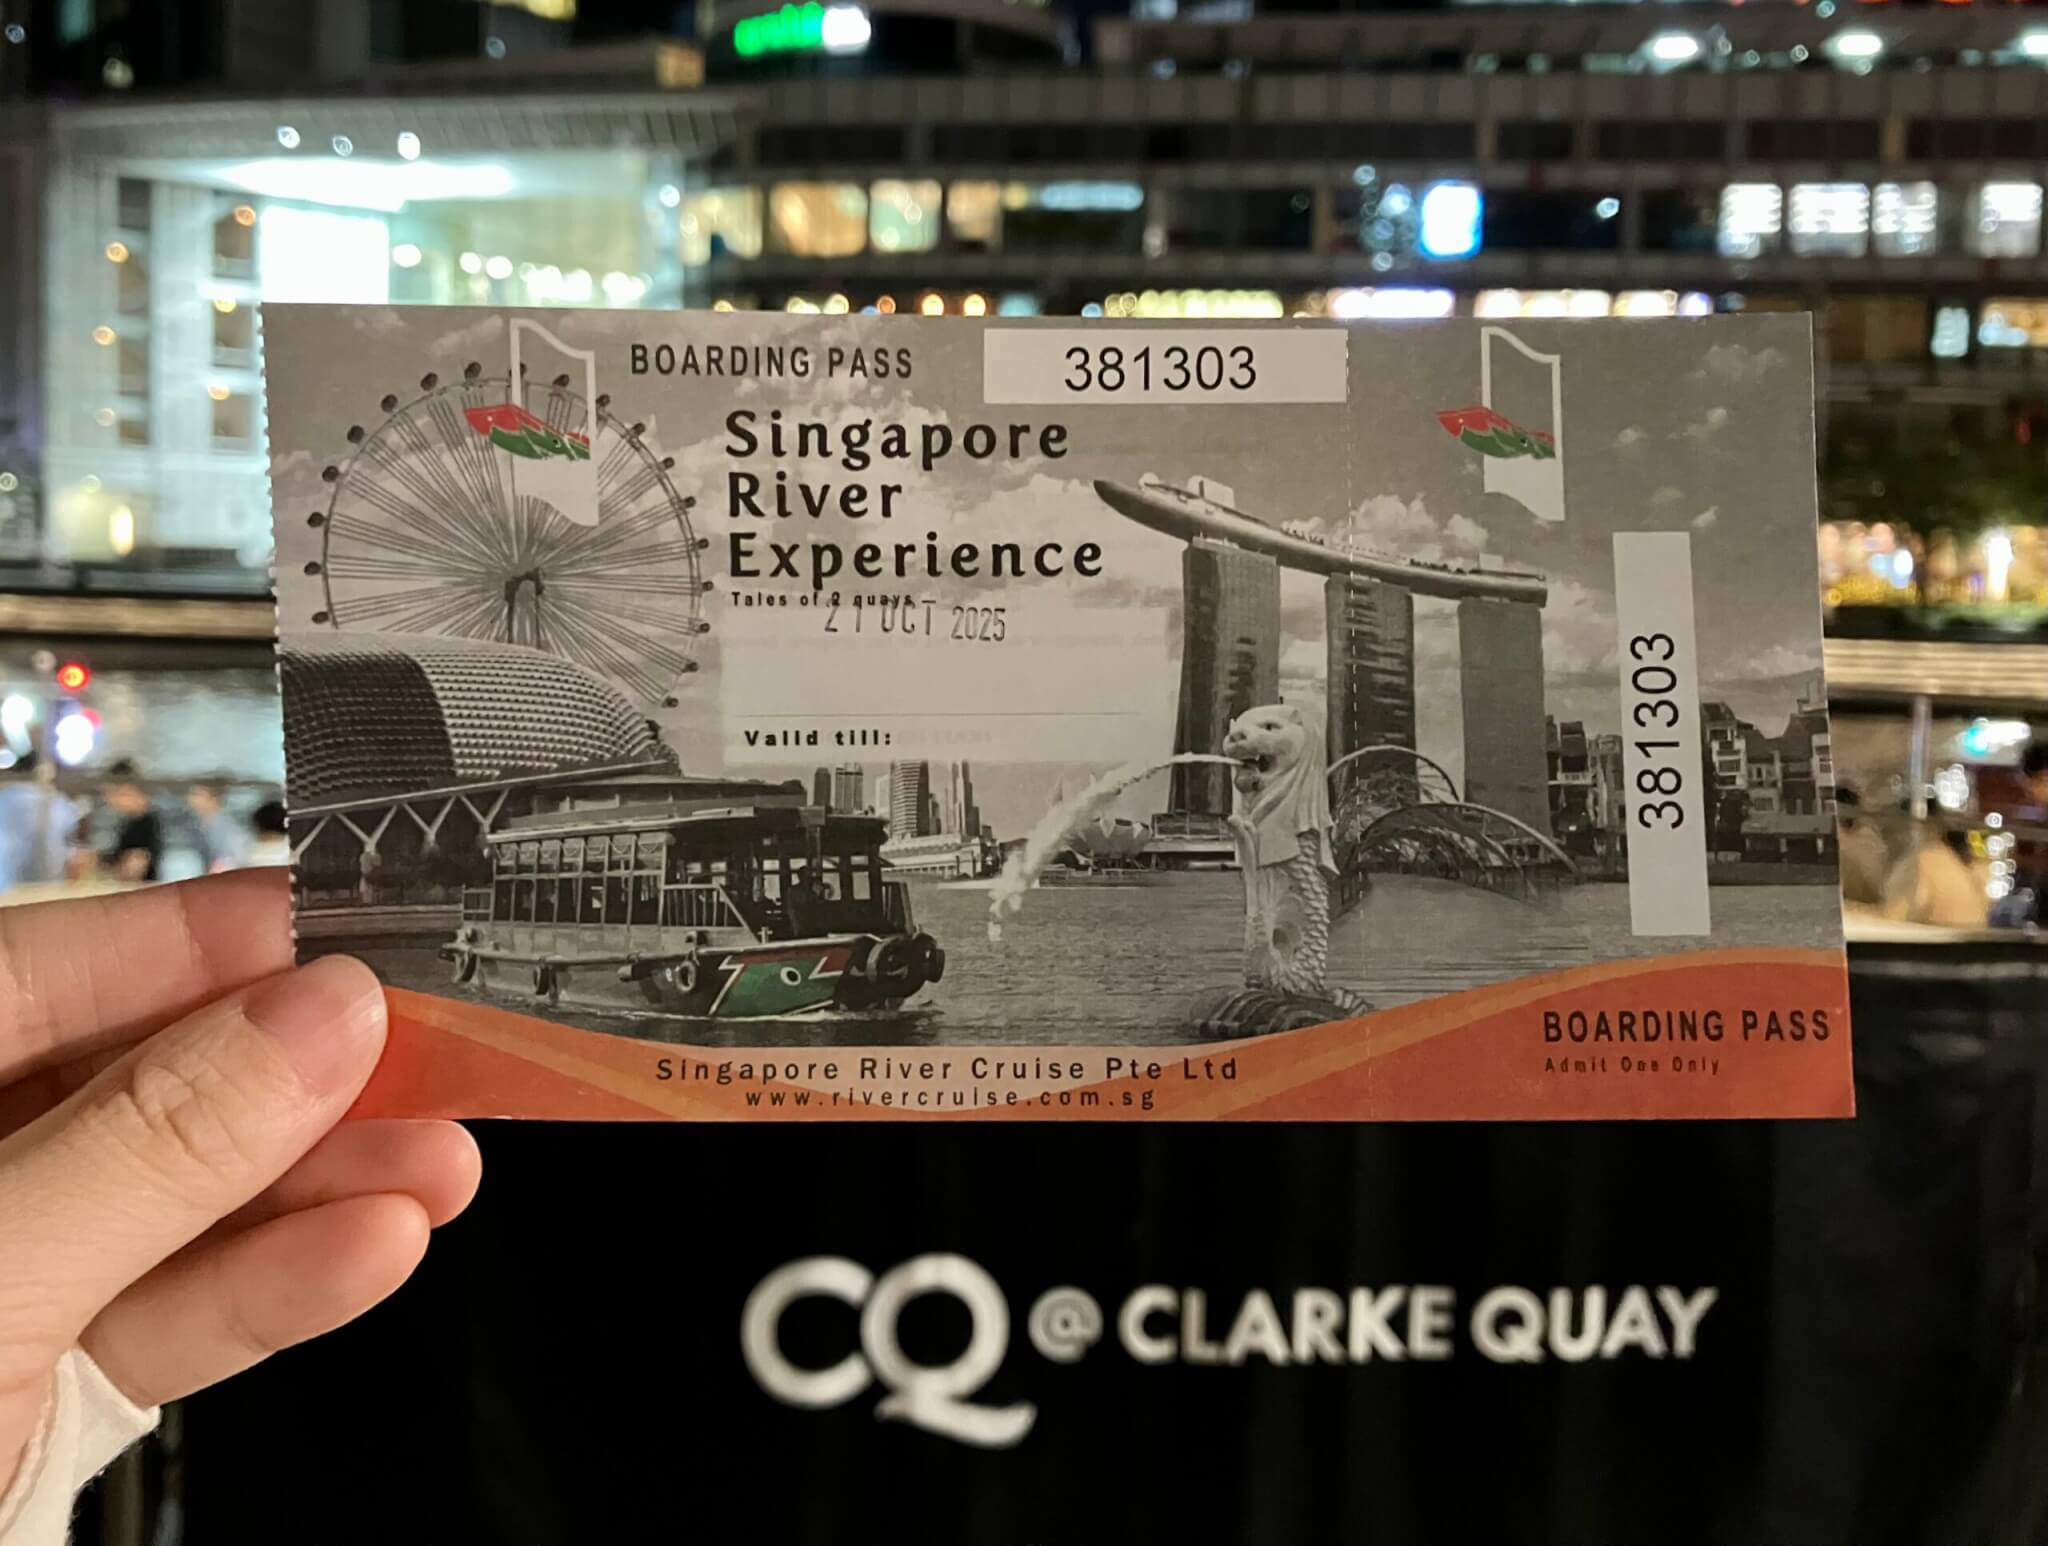 BOARDING PASS
381303
Singapore
River
Experience
Tales of 2 quays
21 OCT 2025
Valid till:
381303
BOARDING PASS
Admit One Only
Singapore River Cruise Pte Ltd
www.rivercruise.com.sg
CQ @ CLARKE QUAY